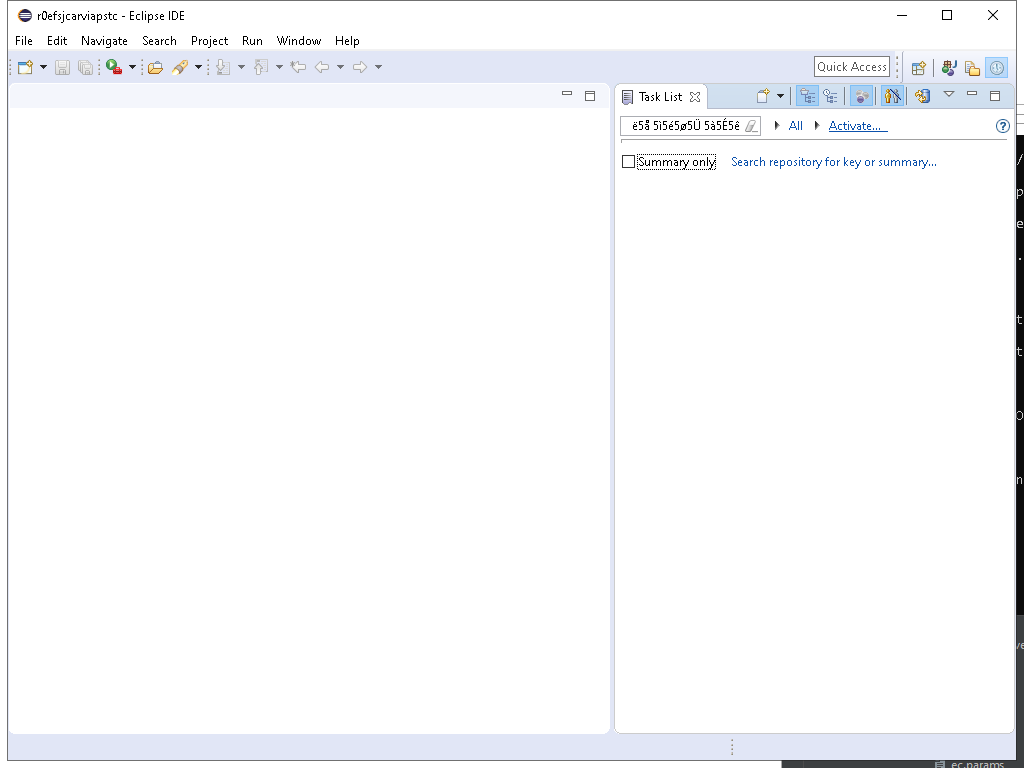 r0efsjcarviapstc - Eclipse IDE
File Edit Navigate Search Project Run Window Help
Quick Access
Task List
ë5å 5ì5é5ø5Ü 5à5É5ê All Activate...
Summary only Search repository for key or summary...
ec.params